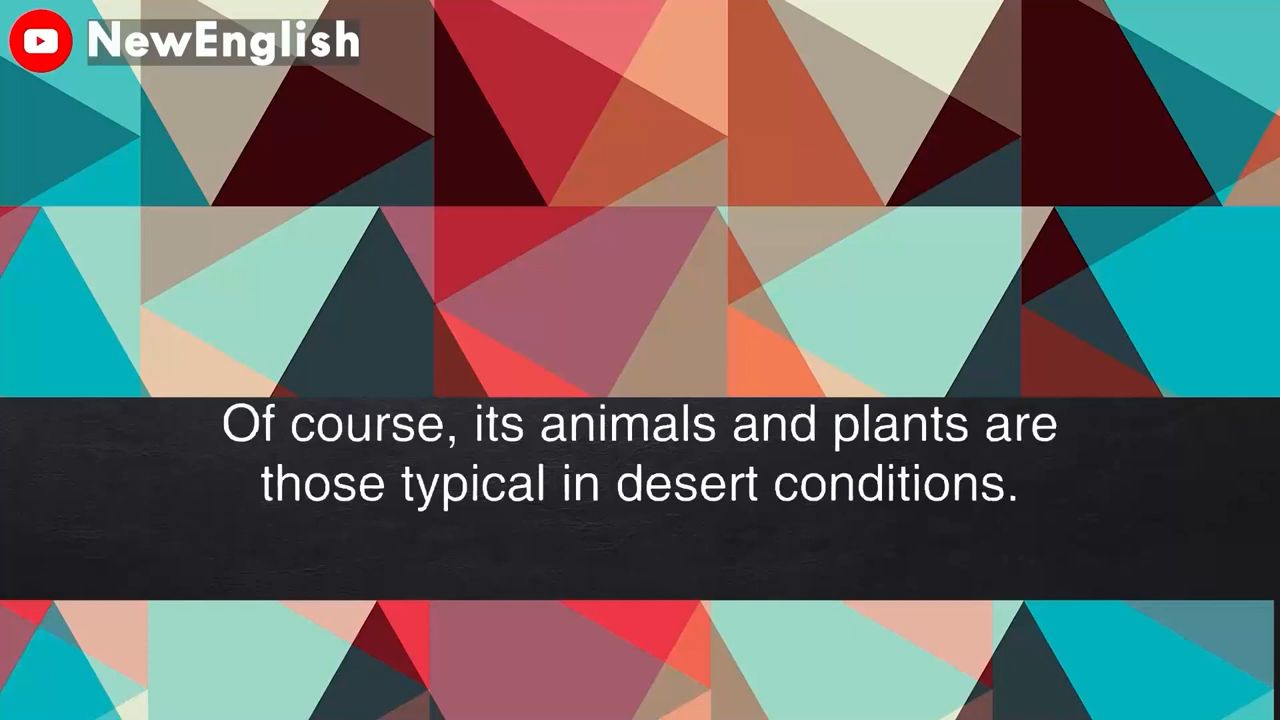 NewEnglish
Of course, its animals and plants are
those typical in desert conditions.